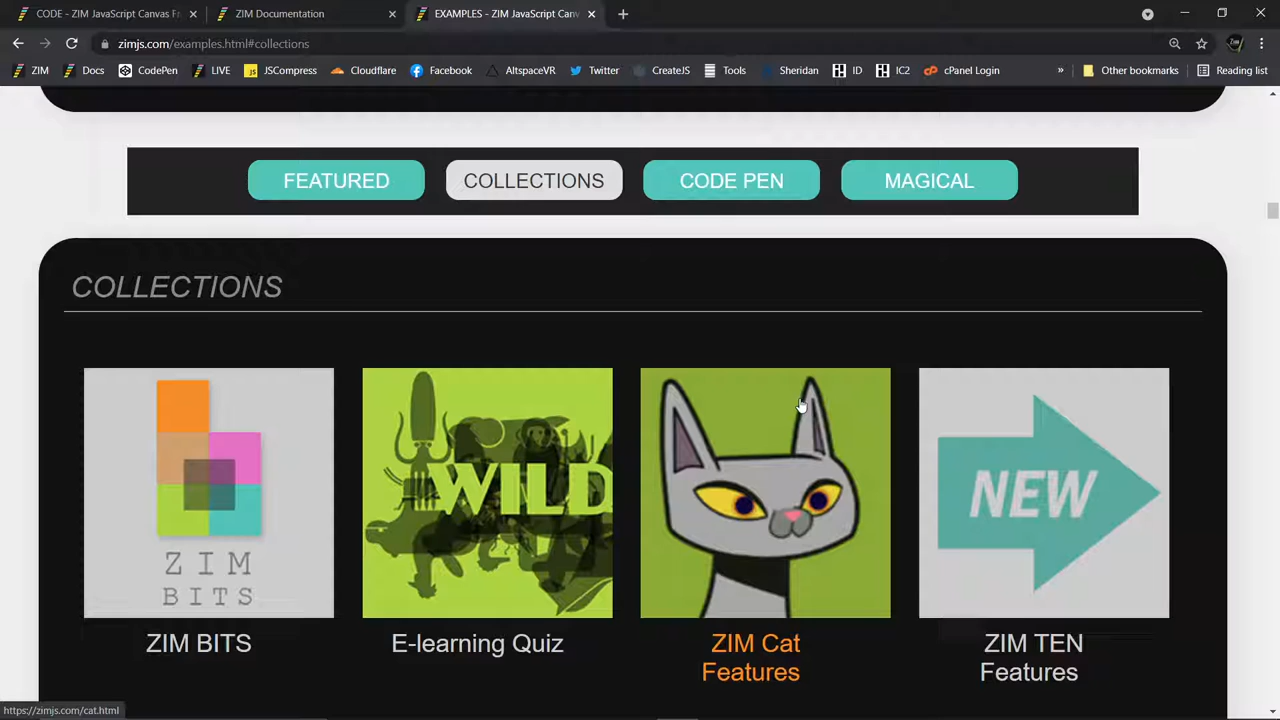 CODE - ZIM JavaScript Canvas Fr
ZIM Documentation
EXAMPLES - ZIM JavaScript Canv
zimjs.com/examples.html#collections
ZIM
Docs
CodePen
LIVE
JSCompress
Cloudflare
Facebook
AltspaceVR
Twitter
CreateJS
Tools
Sheridan
ID
IC2
cPanel Login
»
Other bookmarks
Reading list
FEATURED
COLLECTIONS
CODE PEN
MAGICAL
COLLECTIONS
ZIM
BITS
WILD
NEW
ZIM BITS
E-learning Quiz
ZIM Cat
Features
ZIM TEN
Features
https://zimjs.com/cat.html